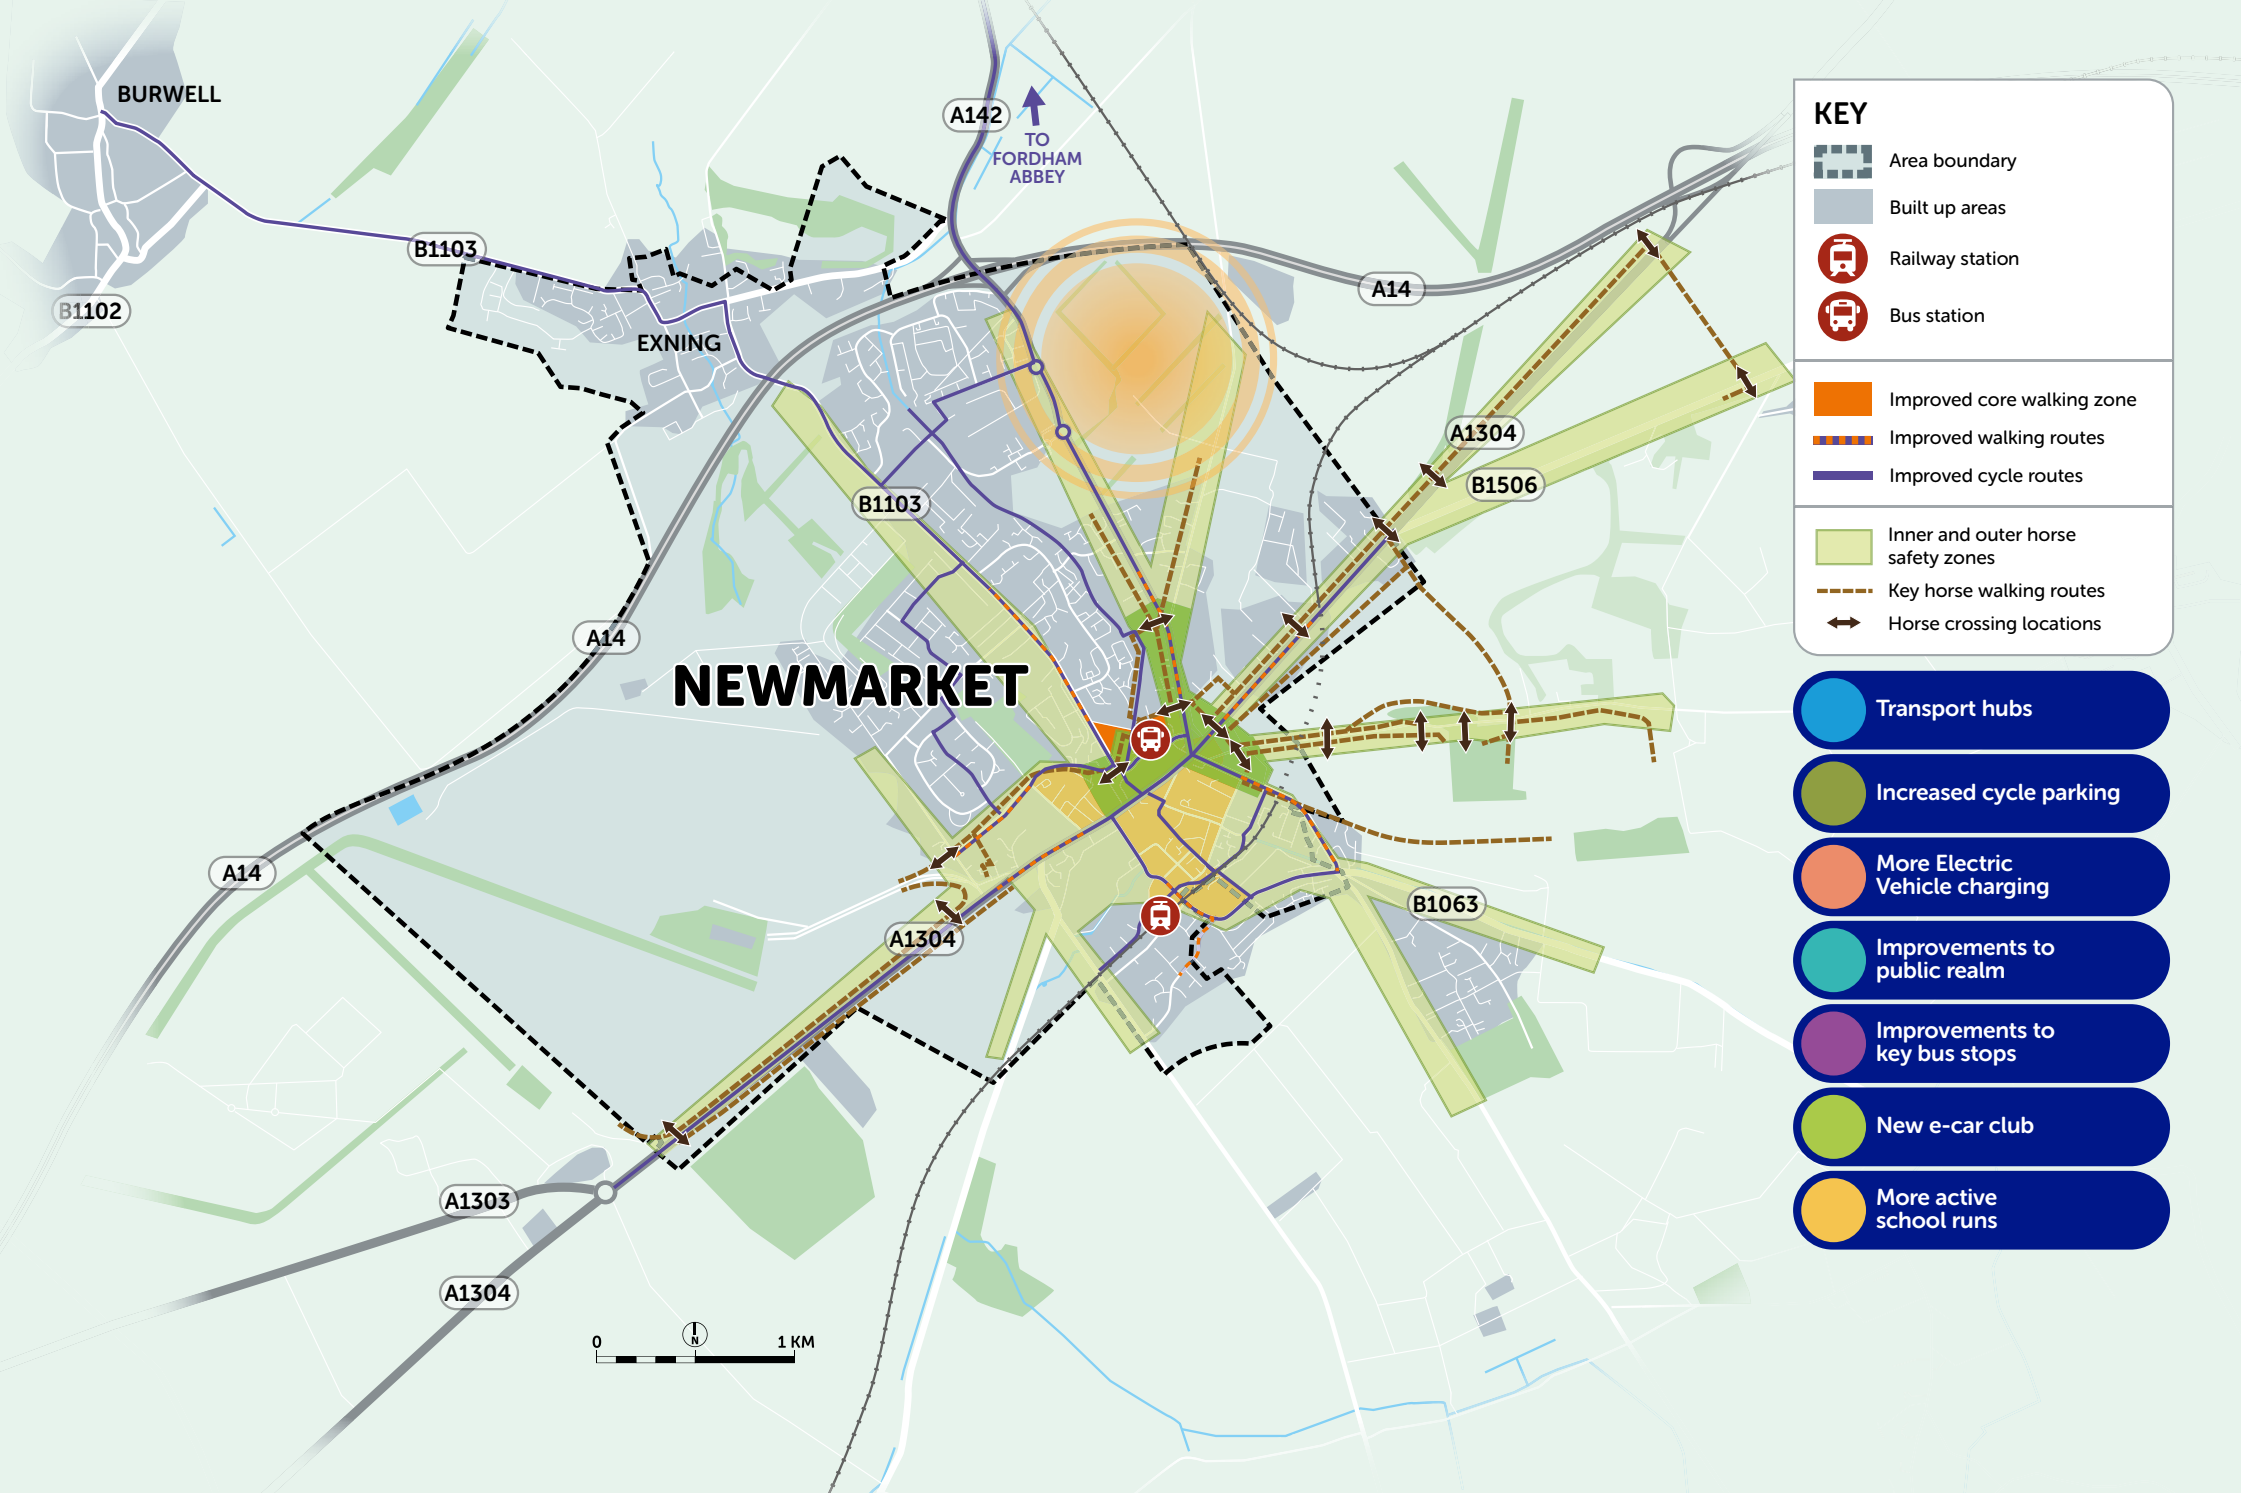 BURWELL
B1103
B1102
EXNING
A142
TO
FORDHAM
ABBEY
A14
A1304
B1506
B1103
A14
NEWMARKET
A14
A1304
B1063
A1303
A1304
0
N
1 KM
KEY
Area boundary
Built up areas
Railway station
Bus station
Improved core walking zone
Improved walking routes
Improved cycle routes
Inner and outer horse
safety zones
Key horse walking routes
Horse crossing locations
Transport hubs
Increased cycle parking
More Electric
Vehicle charging
Improvements to
public realm
Improvements to
key bus stops
New e-car club
More active
school runs